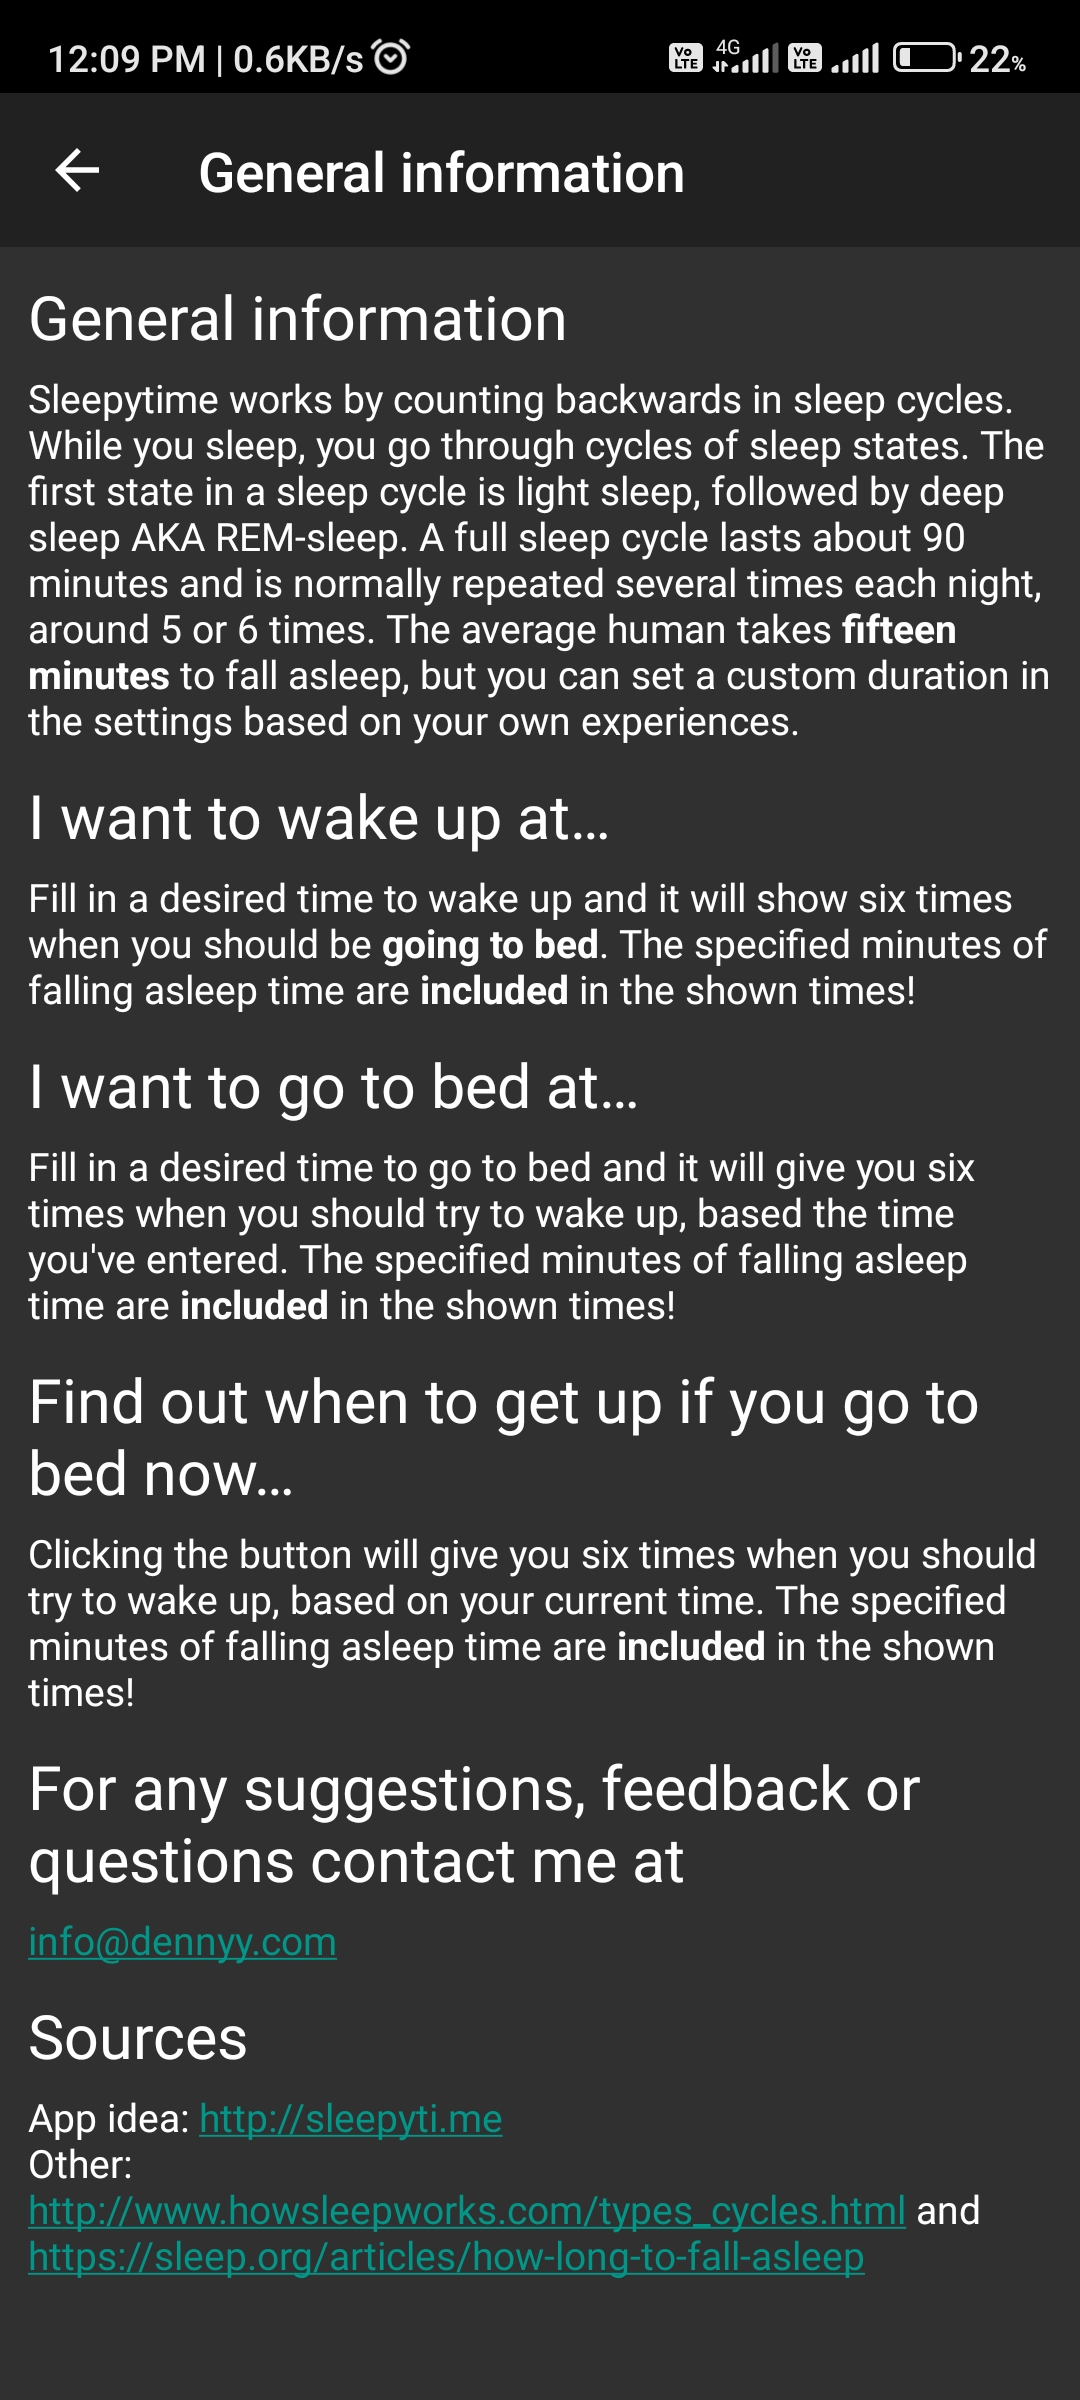 12:09 PM | 0.6KB/s
Vo LTE 4G Vo LTE 22%
General information
General information
Sleepytime works by counting backwards in sleep cycles.
While you sleep, you go through cycles of sleep states. The
first state in a sleep cycle is light sleep, followed by deep
sleep AKA REM-sleep. A full sleep cycle lasts about 90
minutes and is normally repeated several times each night,
around 5 or 6 times. The average human takes fifteen
minutes to fall asleep, but you can set a custom duration in
the settings based on your own experiences.
I want to wake up at...
Fill in a desired time to wake up and it will show six times
when you should be going to bed. The specified minutes of
falling asleep time are included in the shown times!
I want to go to bed at...
Fill in a desired time to go to bed and it will give you six
times when you should try to wake up, based the time
you've entered. The specified minutes of falling asleep
time are included in the shown times!
Find out when to get up if you go to
bed now...
Clicking the button will give you six times when you should
try to wake up, based on your current time. The specified
minutes of falling asleep time are included in the shown
times!
For any suggestions, feedback or
questions contact me at
info@dennyy.com
Sources
App idea: http://sleepyti.me
Other:
http://www.howsleepworks.com/types_cycles.html and
https://sleep.org/articles/how-long-to-fall-asleep